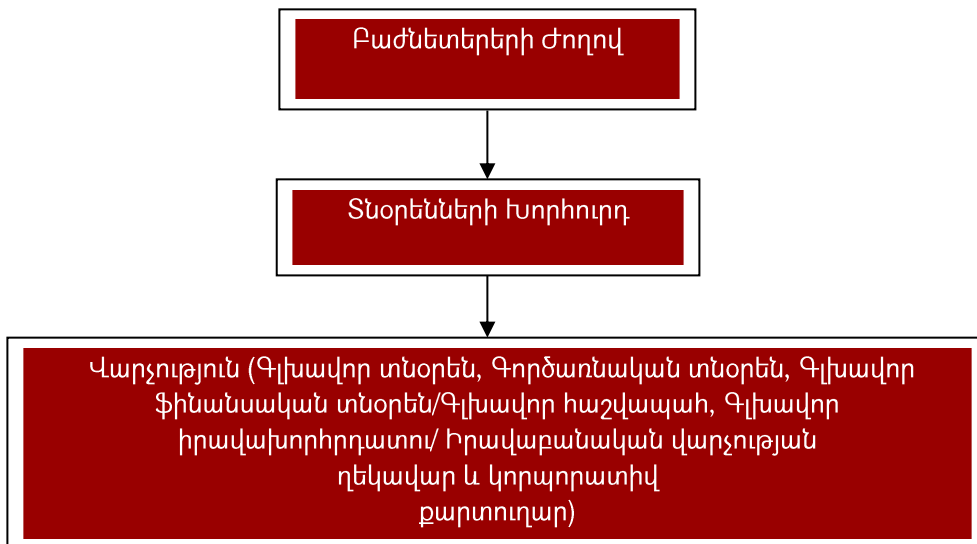 Բաժնետերերի Ժողով
Տնօրենների Խորհուրդ
Վարչություն (Գլխավոր տնօրեն, Գործառնական տնօրեն, Գլխավոր
ֆինանսական տնօրեն/Գլխավոր հաշվապահ, Գլխավոր
իրավախորհրդատու/ Իրավաբանական վարչության
ղեկավար և կորպորատիվ
քարտուղար)